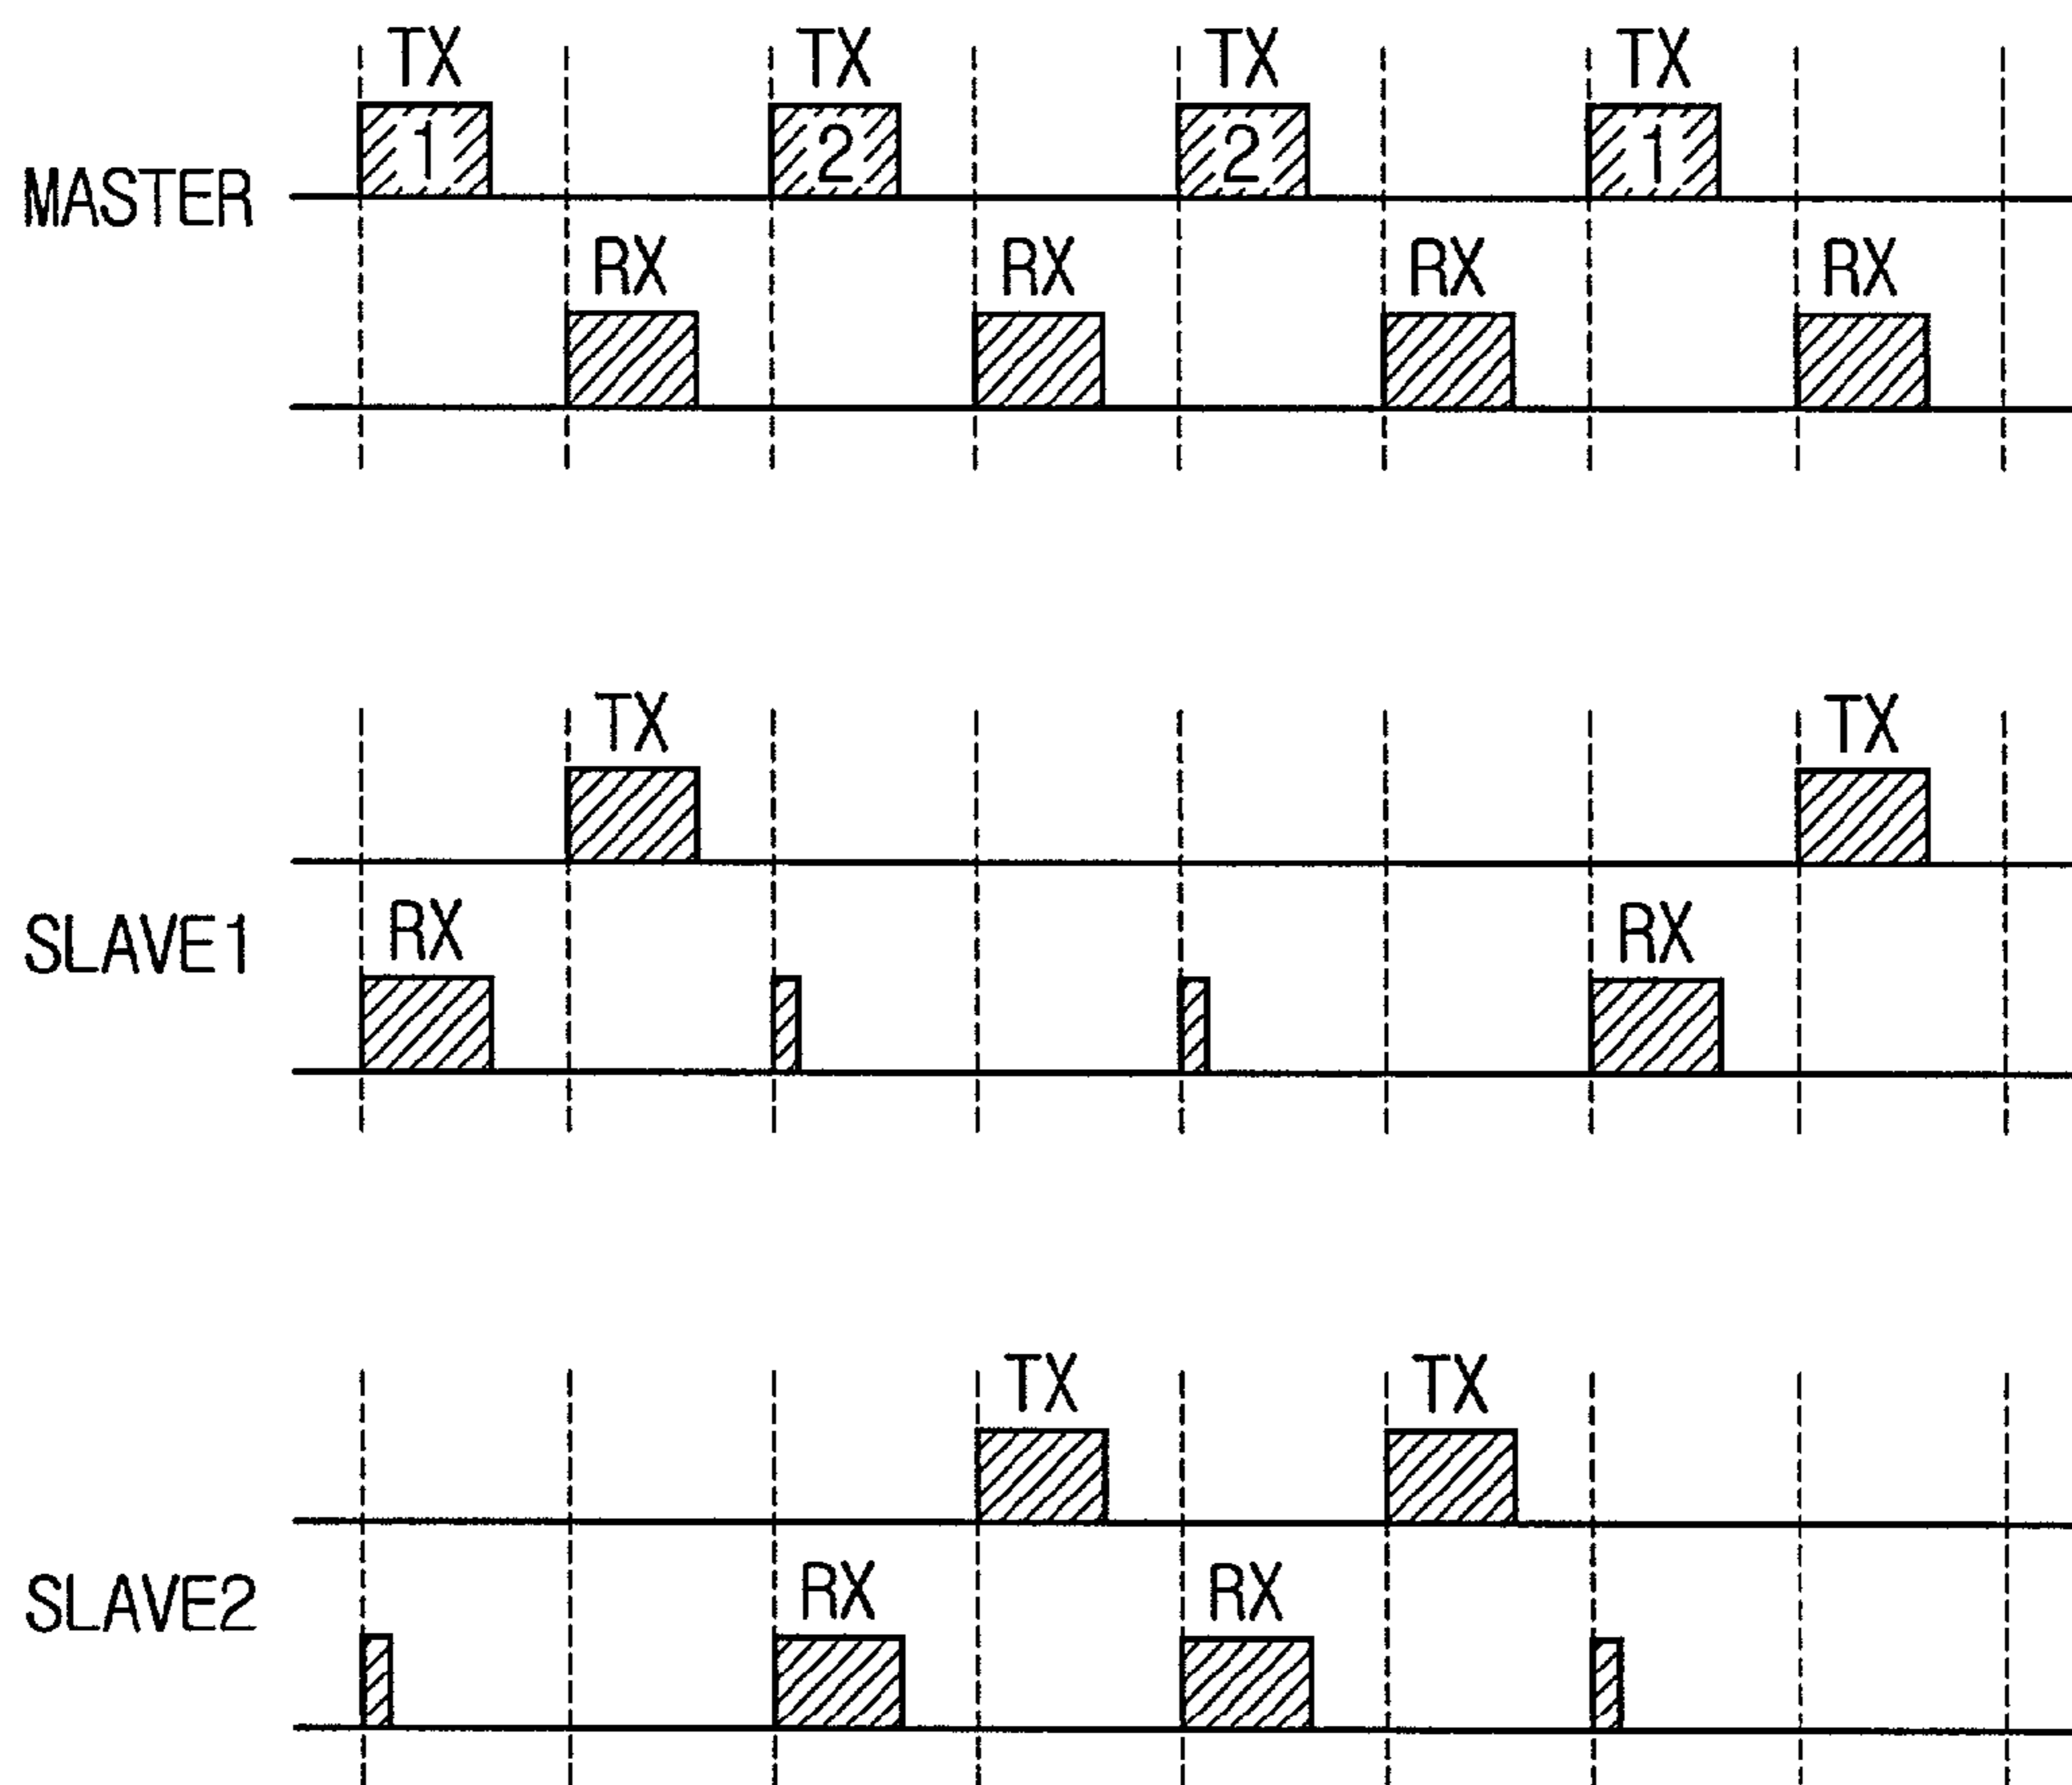 TX TX TX TX
1 2 2 1
MASTER
RX RX RX RX
TX TX
RX RX
SLAVE1
TX TX
RX RX
SLAVE2